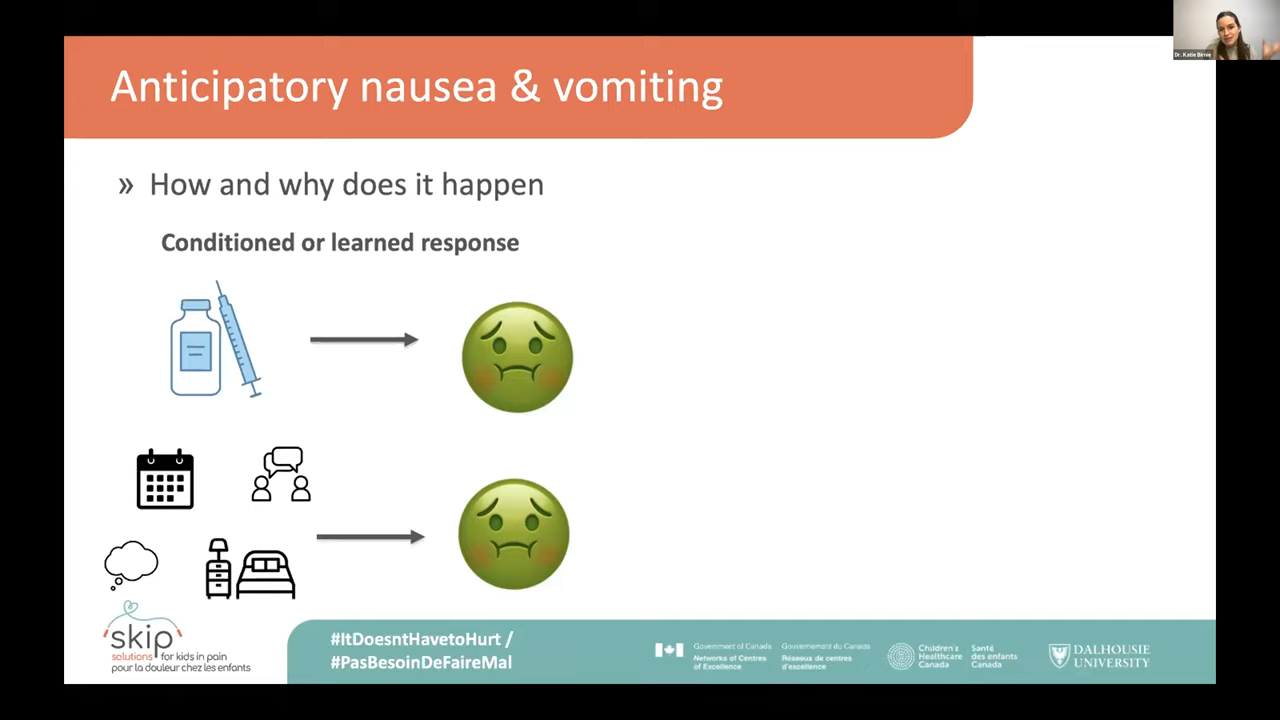 Dr. Katie Birnie
Anticipatory nausea & vomiting
» How and why does it happen
Conditioned or learned response
skip
solutions for kids in pain
pour la douleur chez les enfants
#ItDoesntHavetoHurt /
#PasBesoinDeFaireMal
Government of Canada
Networks of Centres
of Excellence
Gouvernement du Canada
Réseaux de centres
d'excellence
Children's
Healthcare
Canada
Santé
des enfants
Canada
DALHOUSIE
UNIVERSITY